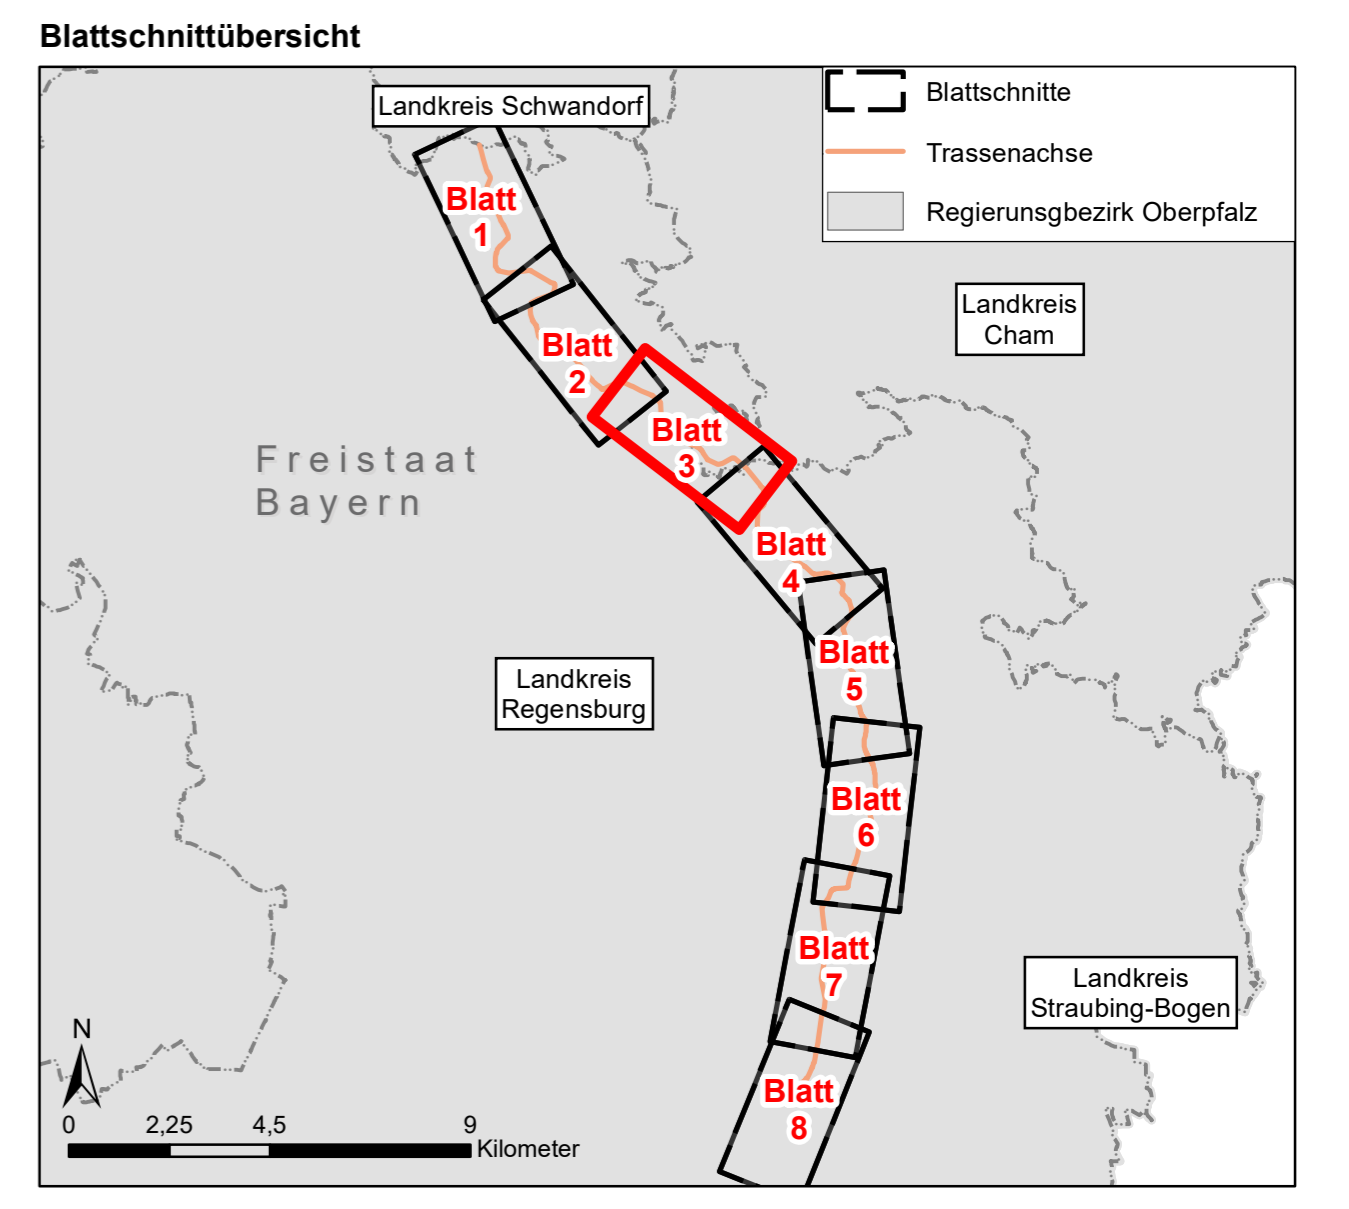 Blattschnittübersicht
Landkreis Schwandorf
Blattschnitte
Trassenachse
Regierunsgbezirk Oberpfalz
Blatt
1
Landkreis
Cham
Blatt
2
Blatt
3
Freistaat
Bayern
Blatt
4
Blatt
5
Landkreis
Regensburg
Blatt
6
Blatt
7
Landkreis
Straubing-Bogen
Blatt
8
N
0 2,25 4,5 9
Kilometer